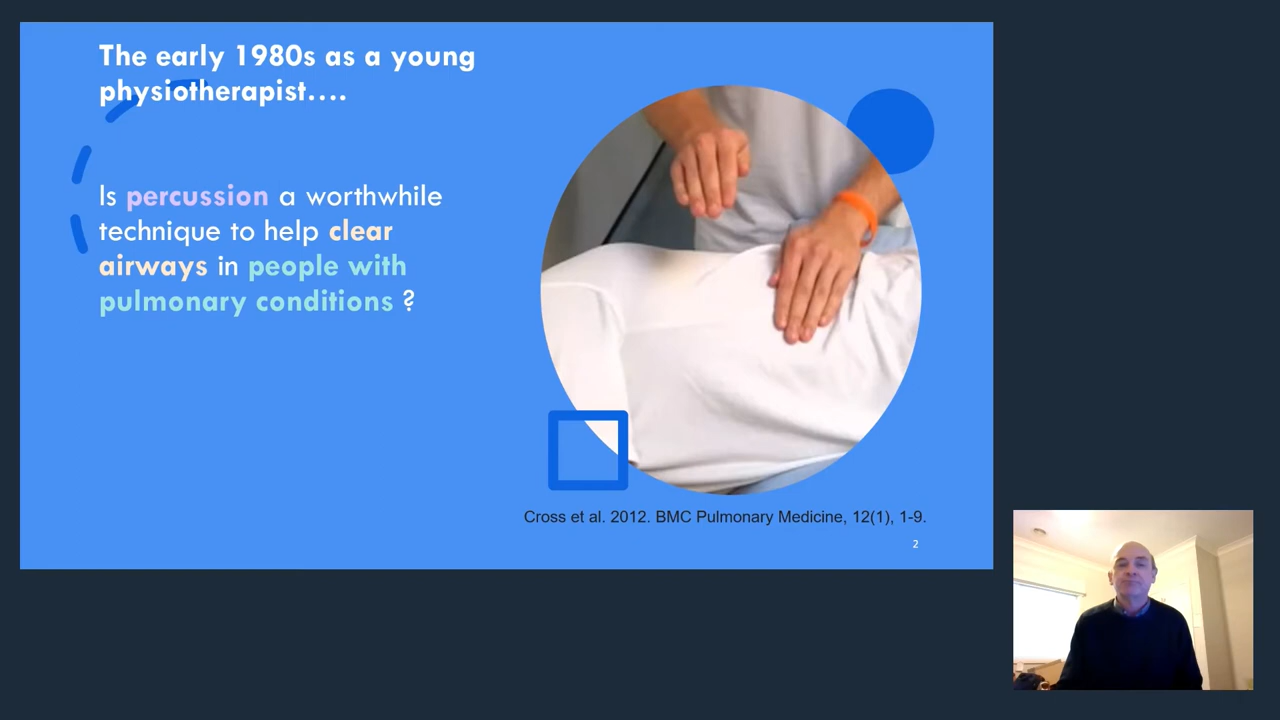 The early 1980s as a young
physiotherapist....
Is percussion a worthwhile
technique to help clear
airways in people with
pulmonary conditions ?
Cross et al. 2012. BMC Pulmonary Medicine, 12(1), 1-9.
2